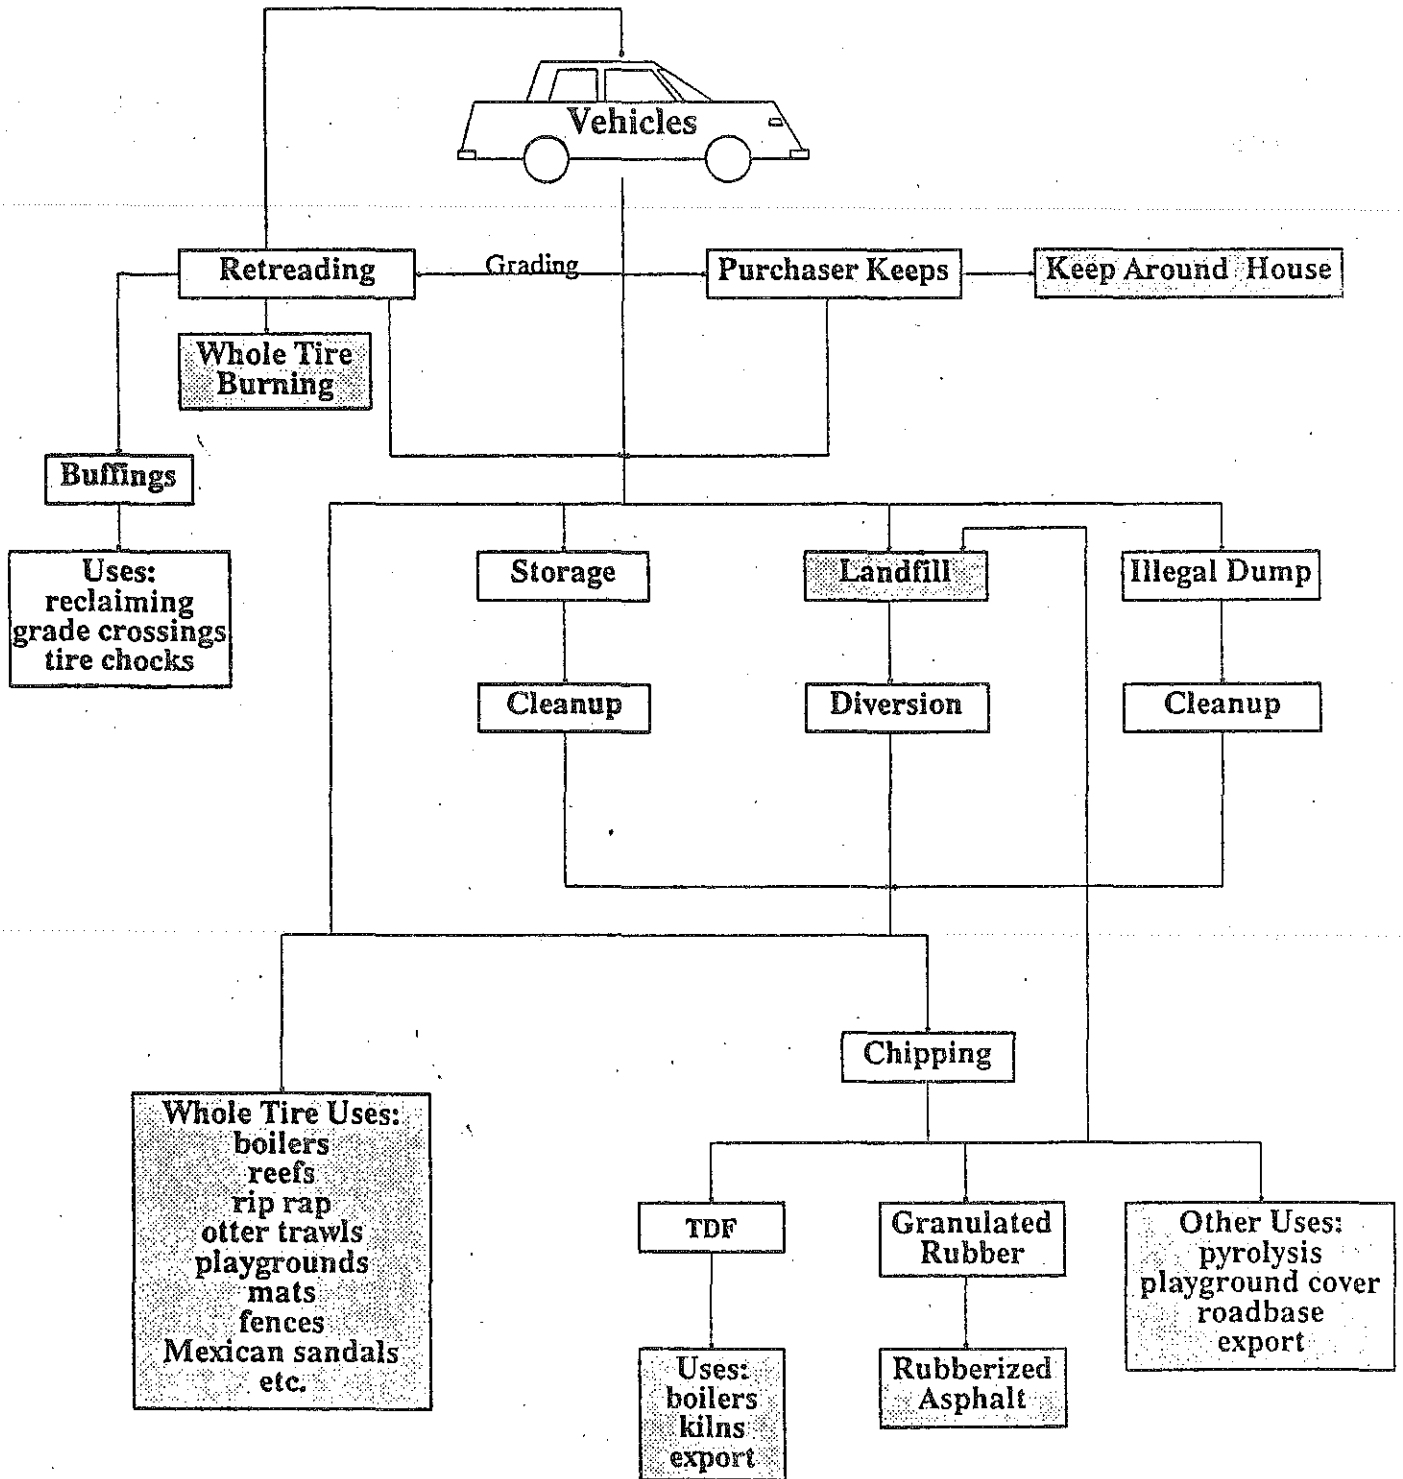 Vehicles
Retreading
Grading
Purchaser Keeps
Keep Around House
Whole Tire
Burning
Buffings
Uses:
reclaiming
grade crossings
tire chocks
Storage
Landfill
Illegal Dump
Cleanup
Diversion
Cleanup
Chipping
Whole Tire Uses:
boilers
reefs
rip rap
otter trawls
playgrounds
mats
fences
Mexican sandals
etc.
TDF
Granulated
Rubber
Other Uses:
pyrolysis
playground cover
roadbase
export
Uses:
boilers
kilns
export
Rubberized
Asphalt